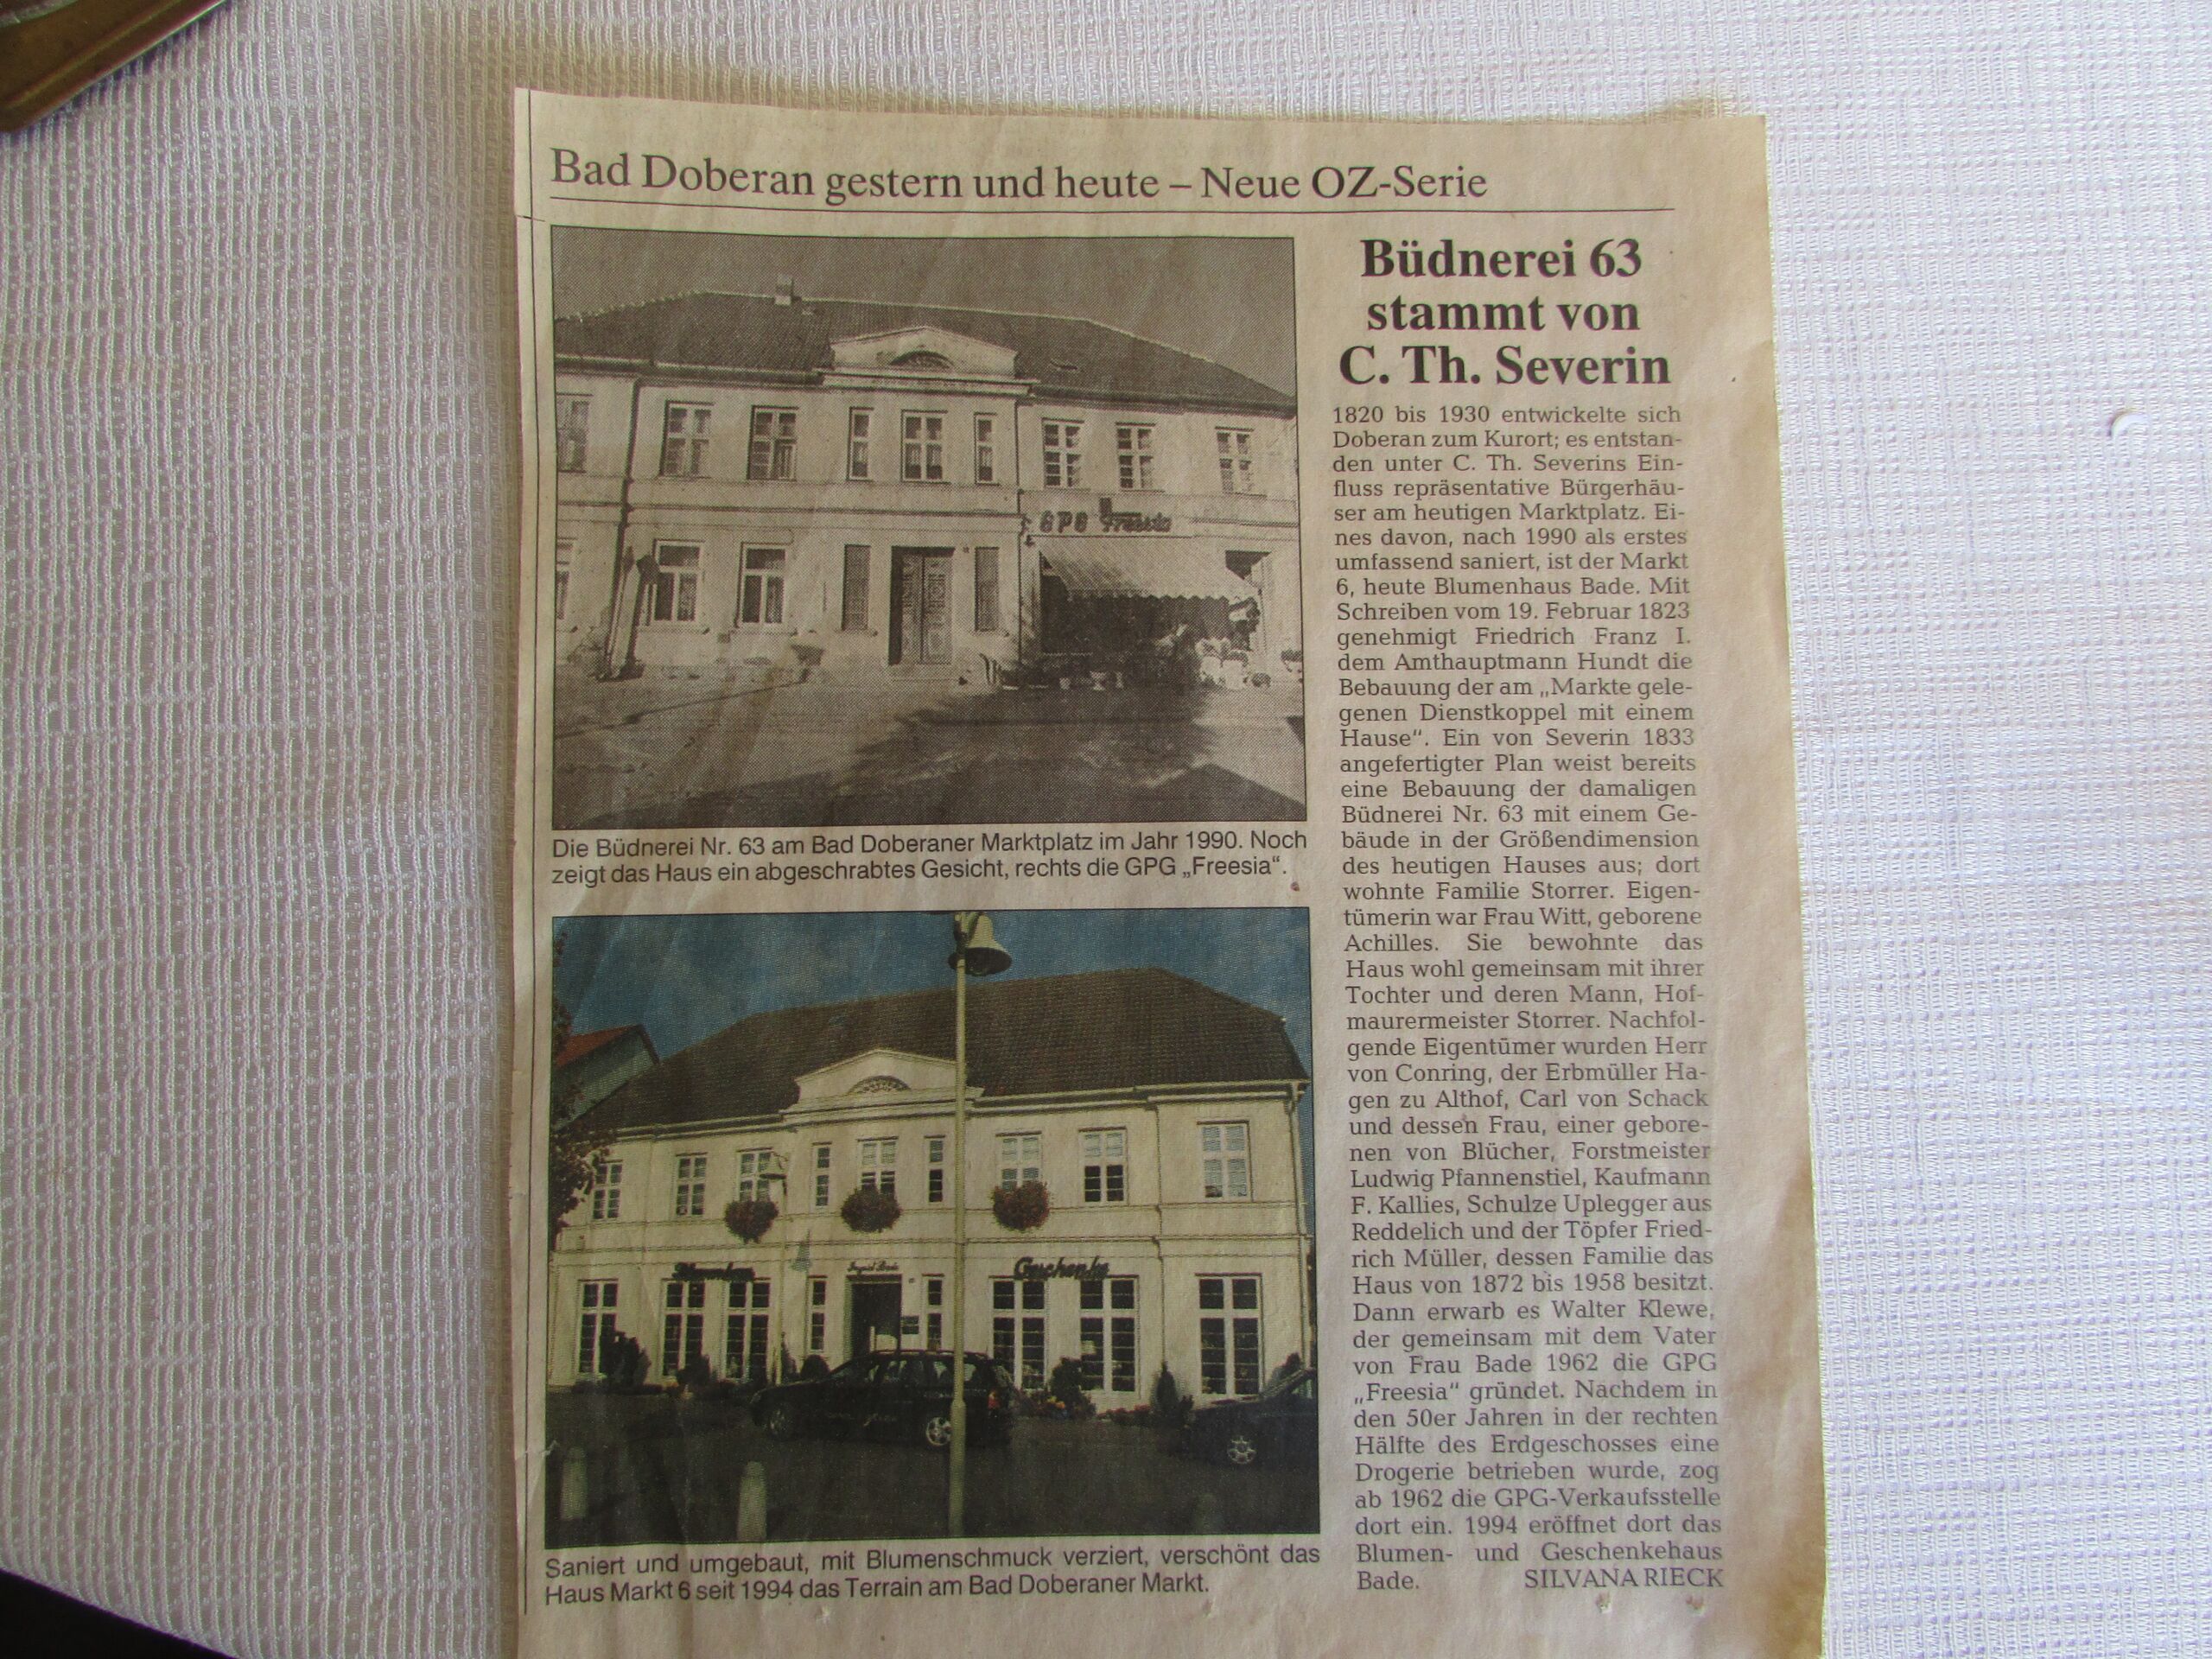 Bad Doberan gestern und heute – Neue OZ-Serie
GPG Freesia
Die Büdnerei Nr. 63 am Bad Doberaner Marktplatz im Jahr 1990. Noch
zeigt das Haus ein abgeschrabtes Gesicht, rechts die GPG „Freesia“.
Blumen
Ingrid Bade
Geschenke
Saniert und umgebaut, mit Blumenschmuck verziert, verschönt das
Haus Markt 6 seit 1994 das Terrain am Bad Doberaner Markt.
Büdnerei 63
stammt von
C. Th. Severin
1820 bis 1930 entwickelte sich
Doberan zum Kurort; es entstan-
den unter C. Th. Severins Ein-
fluss repräsentative Bürgerhäu-
ser am heutigen Marktplatz. Ei-
nes davon, nach 1990 als erstes
umfassend saniert, ist der Markt
6, heute Blumenhaus Bade. Mit
Schreiben vom 19. Februar 1823
genehmigt Friedrich Franz I.
dem Amthauptmann Hundt die
Bebauung der am „Markte gele-
genen Dienstkoppel mit einem
Hause“. Ein von Severin 1833
angefertigter Plan weist bereits
eine Bebauung der damaligen
Büdnerei Nr. 63 mit einem Ge-
bäude in der Größendimension
des heutigen Hauses aus; dort
wohnte Familie Storrer. Eigen-
tümerin war Frau Witt, geborene
Achilles. Sie bewohnte das
Haus wohl gemeinsam mit ihrer
Tochter und deren Mann, Hof-
maurermeister Storrer. Nachfol-
gende Eigentümer wurden Herr
von Conring, der Erbmüller Ha-
gen zu Althof, Carl von Schack
und dessen Frau, einer gebore-
nen von Blücher, Forstmeister
Ludwig Pfannenstiel, Kaufmann
F. Kallies, Schulze Uplegger aus
Reddelich und der Töpfer Fried-
rich Müller, dessen Familie das
Haus von 1872 bis 1958 besitzt.
Dann erwarb es Walter Klewe,
der gemeinsam mit dem Vater
von Frau Bade 1962 die GPG
„Freesia“ gründet. Nachdem in
den 50er Jahren in der rechten
Hälfte des Erdgeschosses eine
Drogerie betrieben wurde, zog
ab 1962 die GPG-Verkaufsstelle
dort ein. 1994 eröffnet dort das
Blumen- und Geschenkehaus
Bade. SILVANA RIECK